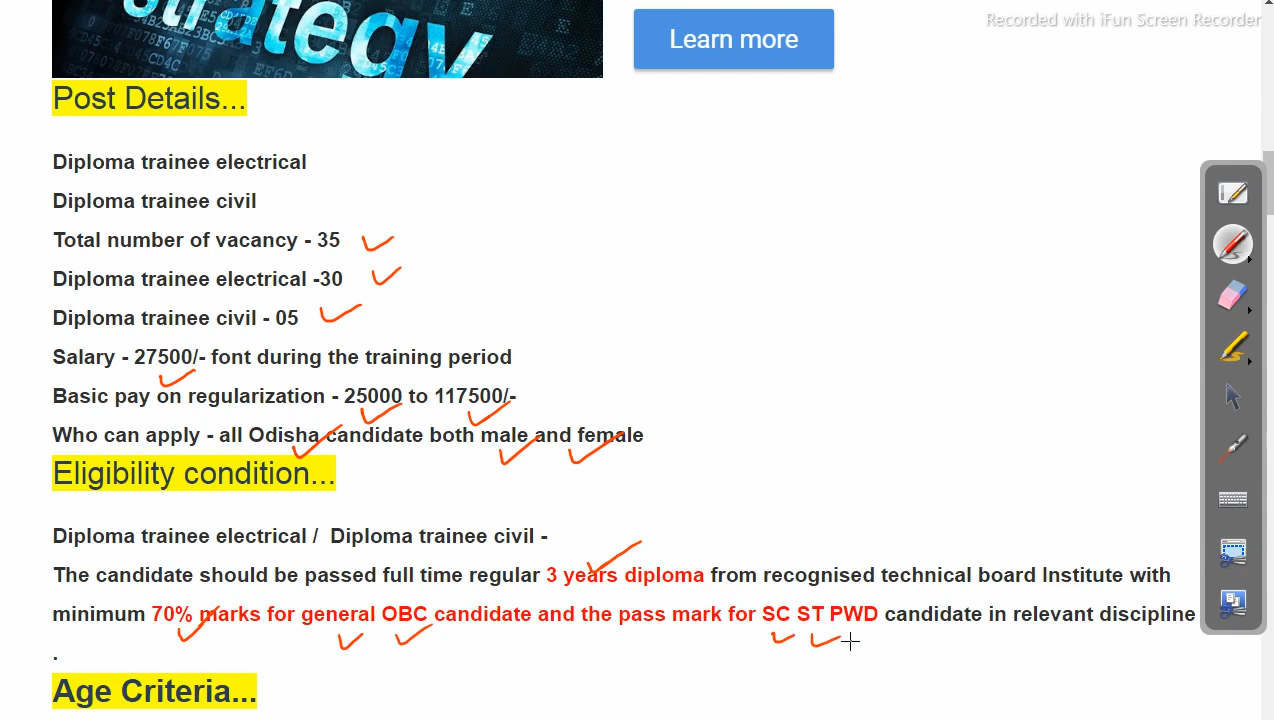 Recorded with iFun Screen Recorder
strategy
Learn more
Post Details...
Diploma trainee electrical
Diploma trainee civil
Total number of vacancy - 35
Diploma trainee electrical -30
Diploma trainee civil - 05
Salary - 27500/- font during the training period
Basic pay on regularization - 25000 to 117500/-
Who can apply - all Odisha candidate both male and female
Eligibility condition...
Diploma trainee electrical /  Diploma trainee civil -
The candidate should be passed full time regular 3 years diploma from recognised technical board Institute with
minimum 70% marks for general OBC candidate and the pass mark for SC ST PWD candidate in relevant discipline
.
Age Criteria...